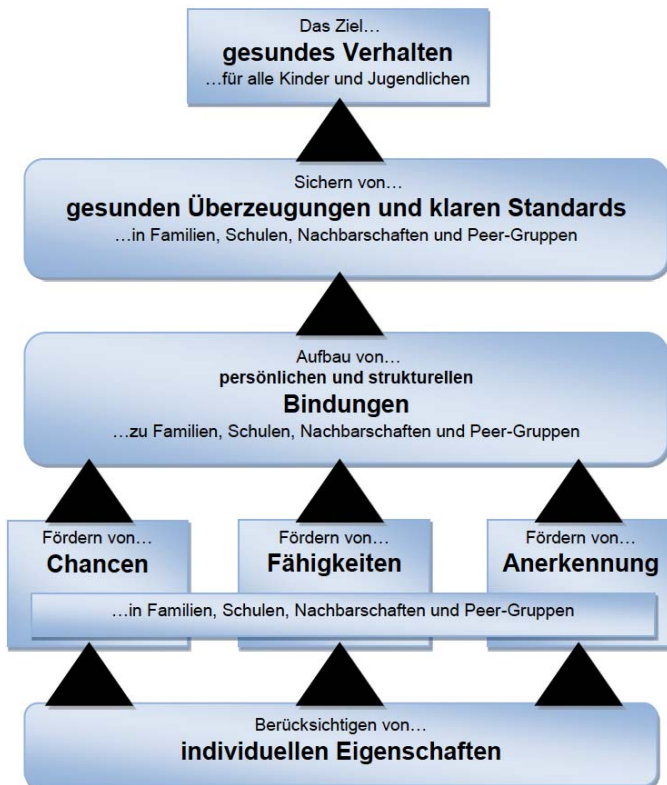 Das Ziel…
gesundes Verhalten
…für alle Kinder und Jugendlichen
Sichern von…
gesunden Überzeugungen und klaren Standards
…in Familien, Schulen, Nachbarschaften und Peer-Gruppen
Aufbau von…
persönlichen und strukturellen
Bindungen
…zu Familien, Schulen, Nachbarschaften und Peer-Gruppen
Fördern von…
Chancen
Fördern von…
Fähigkeiten
Fördern von…
Anerkennung
…in Familien, Schulen, Nachbarschaften und Peer-Gruppen
Berücksichtigen von…
individuellen Eigenschaften